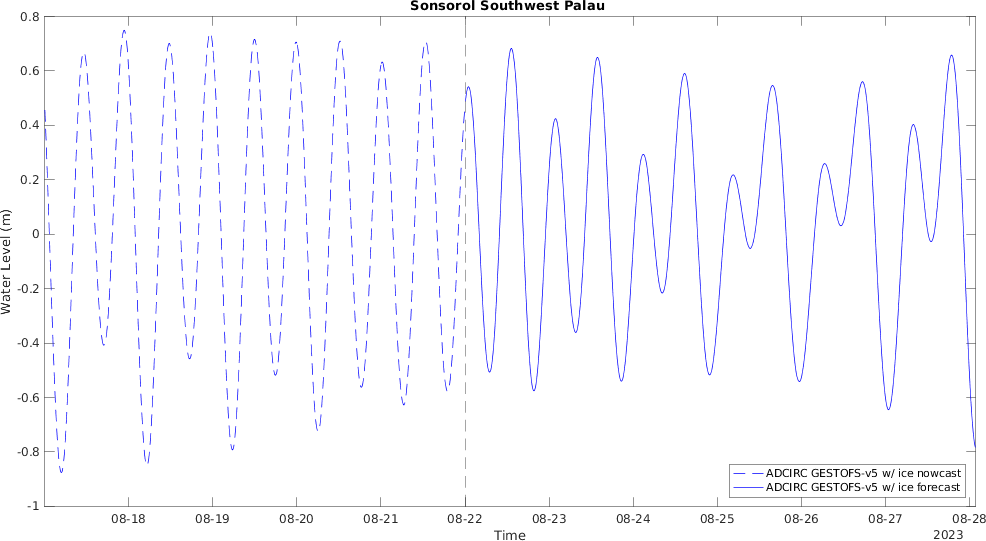 Sonsorol Southwest Palau
0.8
0.6
0.4
0.2
0
-0.2
-0.4
-0.6
-0.8
-1
Water Level (m)
ADCIRC GESTOFS-v5 w/ ice nowcast
ADCIRC GESTOFS-v5 w/ ice forecast
08-18 08-19 08-20 08-21 08-22 08-23 08-24 08-25 08-26 08-27 08-28
Time
2023